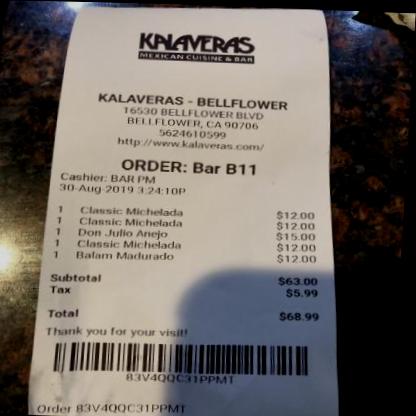 KALAVERAS
MEXICAN CUISINE & BAR
KALAVERAS - BELLFLOWER
16530 BELLFLOWER BLVD
BELLFLOWER, CA 90706
5624610599
http://www.kalaveras.com/
ORDER: Bar B11
Cashier: BAR PM
30-Aug-2019 3:24:10P
1 Classic Michelada $12.00
1 Classic Michelada $12.00
1 Don Julio Anejo $15.00
1 Classic Michelada $12.00
1 Balam Madurado $12.00
Subtotal $63.00
Tax $5.99
Total $68.99
Thank you for your visit!
83V4QQC31PPMT
Order 83V4QQC31PPMT